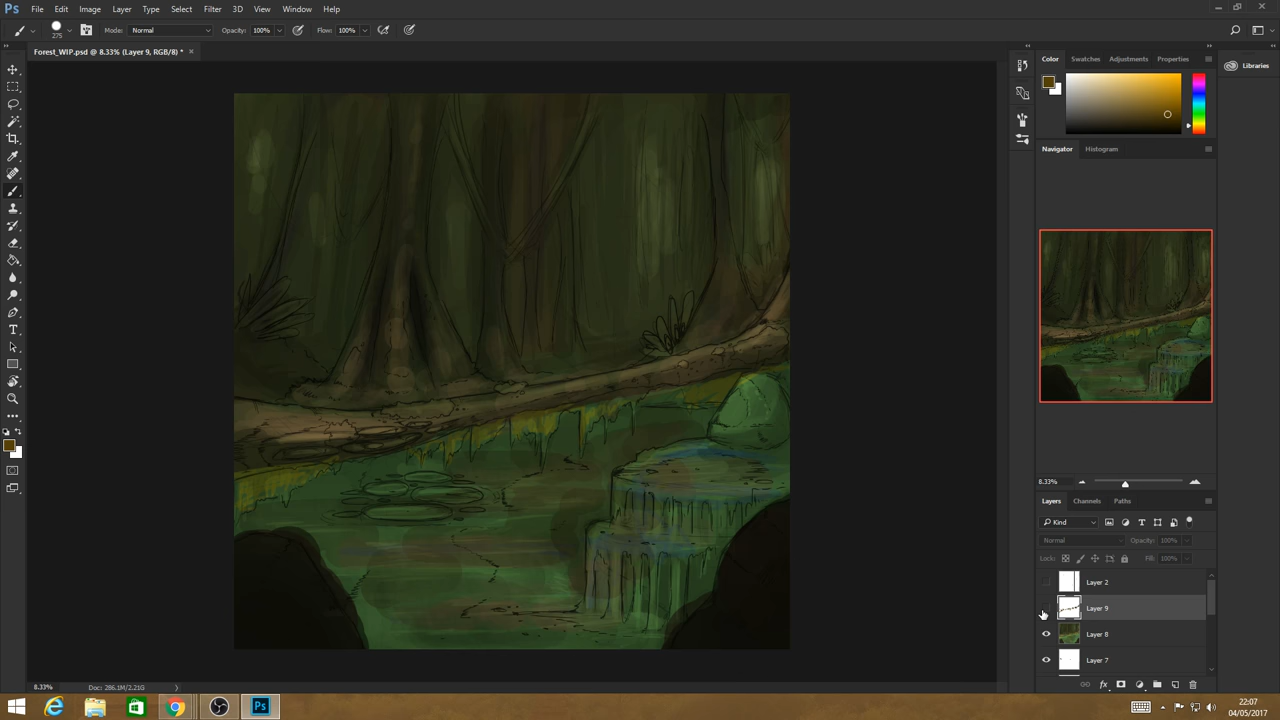 Ps File Edit Image Layer Type Select Filter 3D View Window Help
275 Mode: Normal Opacity: 100% Flow: 100%
Forest_WIP.psd @ 8.33% (Layer 9, RGB/8) * ×
Color Swatches Adjustments Properties
Libraries
Navigator Histogram
8.33%
Layers Channels Paths
Kind
Normal Opacity: 100%
Lock: Fill: 100%
Layer 2
Layer 9
Layer 8
Layer 7
fx
8.33% Doc: 286.1M/2.21G
Ps
22:07
04/05/2017